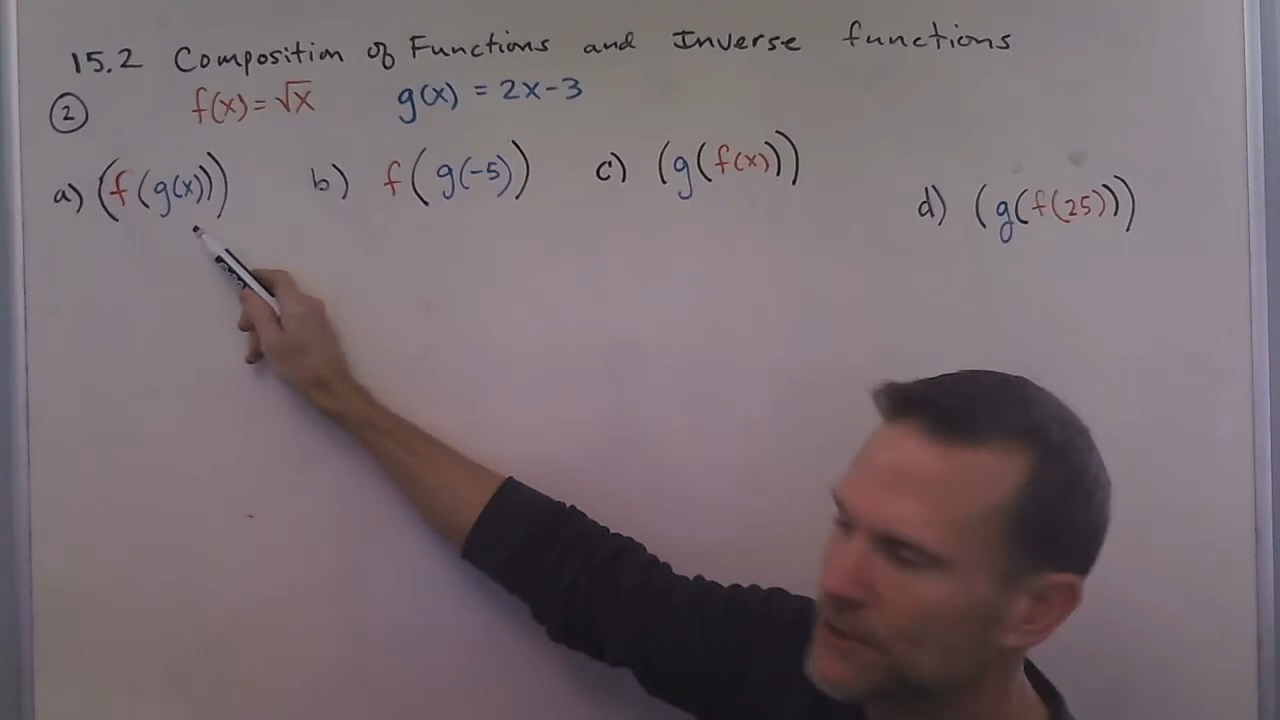 15.2 Composition of Functions and Inverse functions
② f(x) = √x g(x) = 2x-3
a) (f(g(x))) b) f(g(-5)) c) (g(f(x))) d) (g(f(25)))